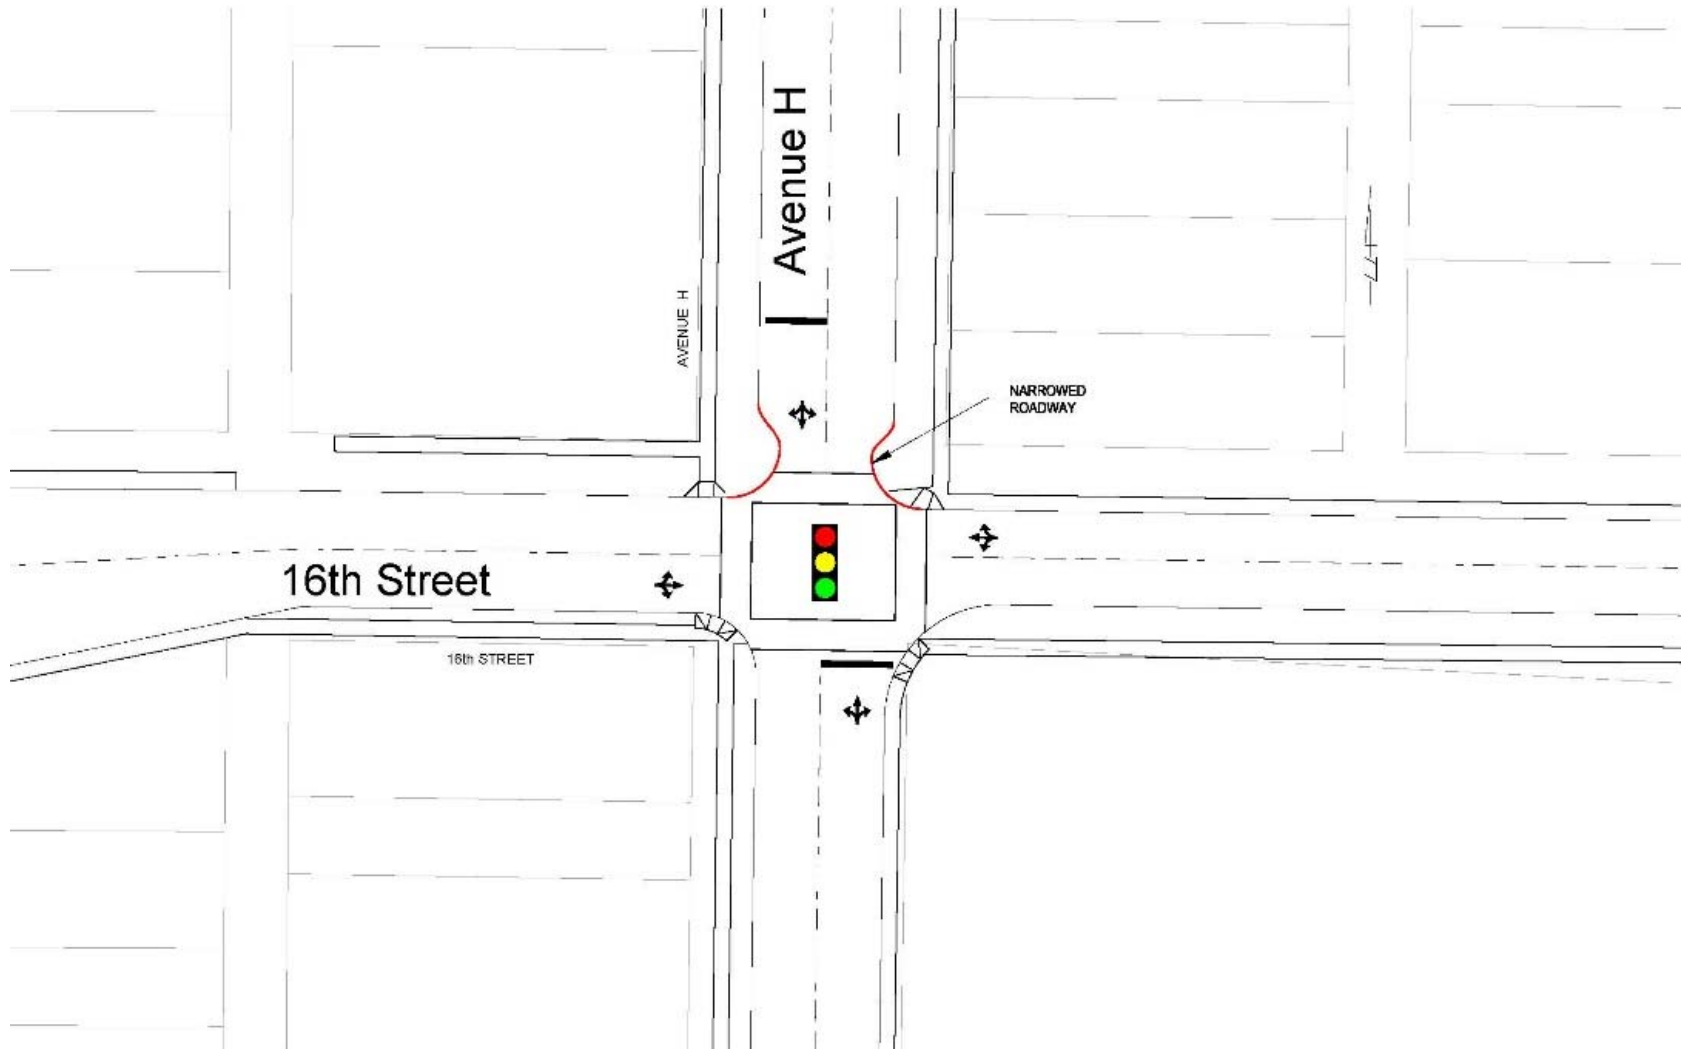 Avenue H
AVENUE H
NARROWED
ROADWAY
16th Street
16th STREET